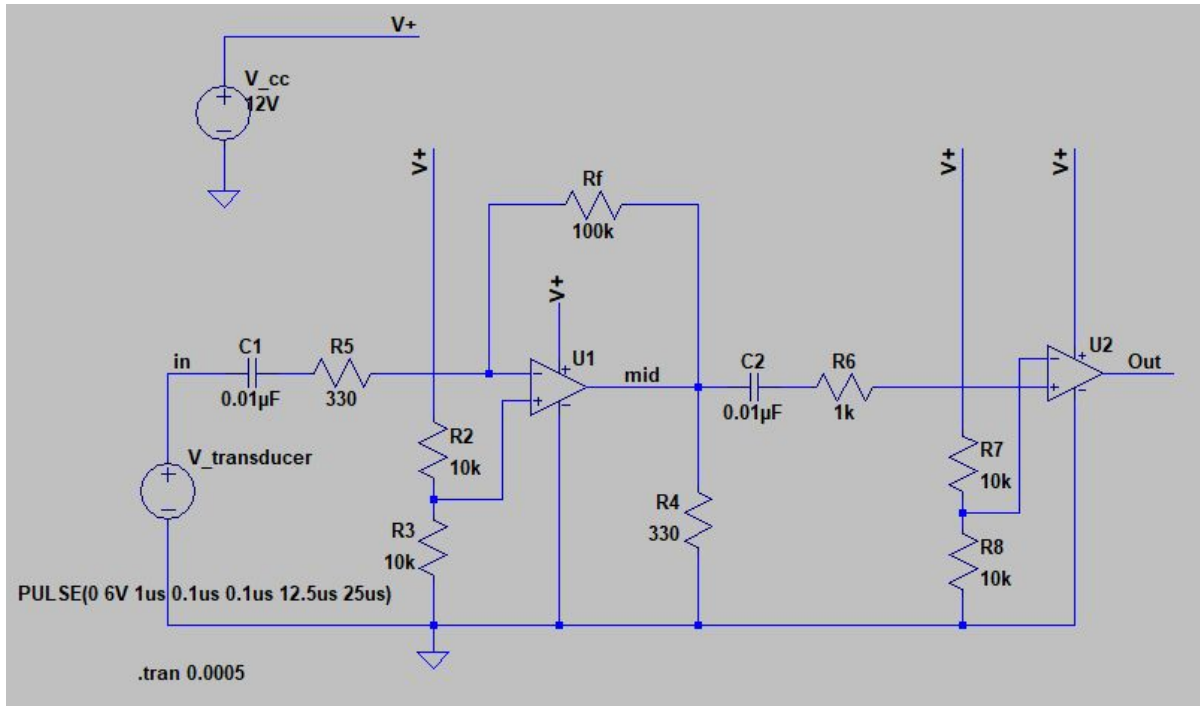 V+
V_cc
12V
V+
V+
V+
Rf
100k
V+
in
C1
0.01µF
R5
330
U1
mid
C2
0.01µF
R6
1k
U2
Out
V_transducer
R2
10k
R3
10k
R4
330
R7
10k
R8
10k
PULSE(0 6V 1us 0.1us 0.1us 12.5us 25us)
.tran 0.0005